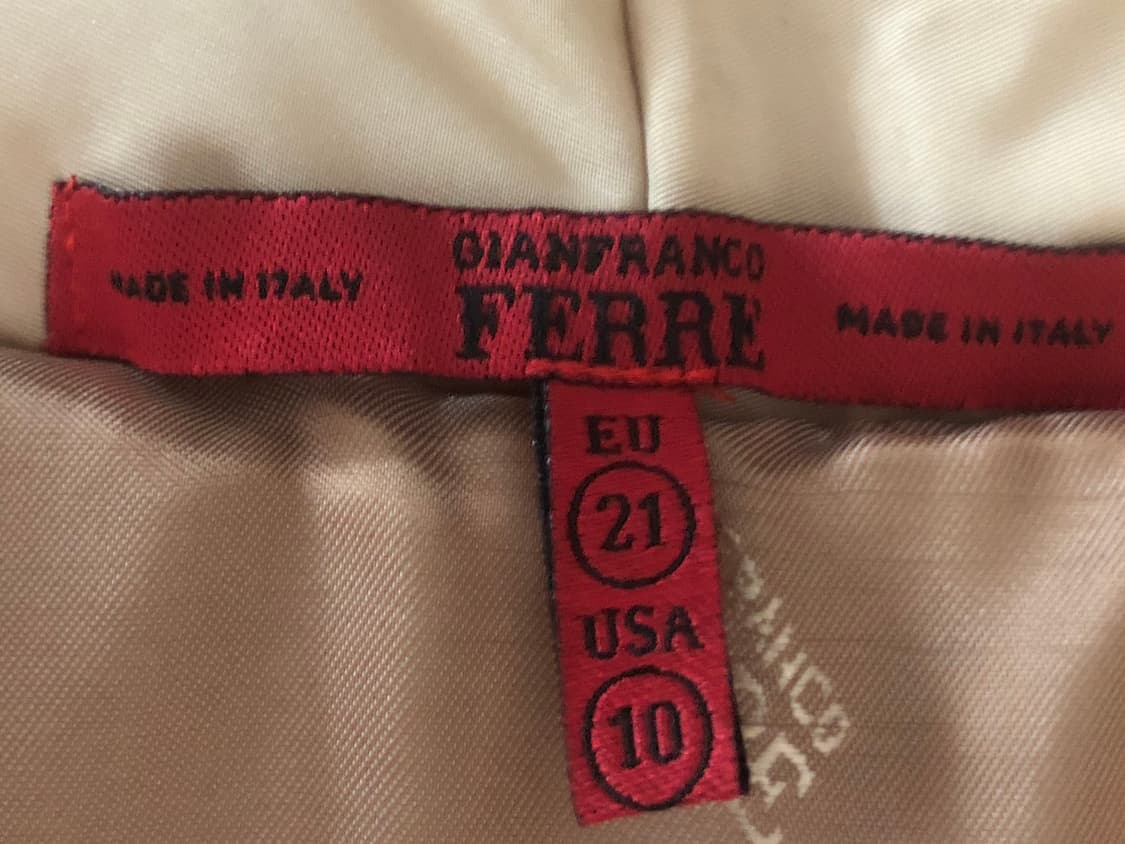 MADE IN ITALY
GIANFRANCO
FERRE
MADE IN ITALY
EU
21
USA
10